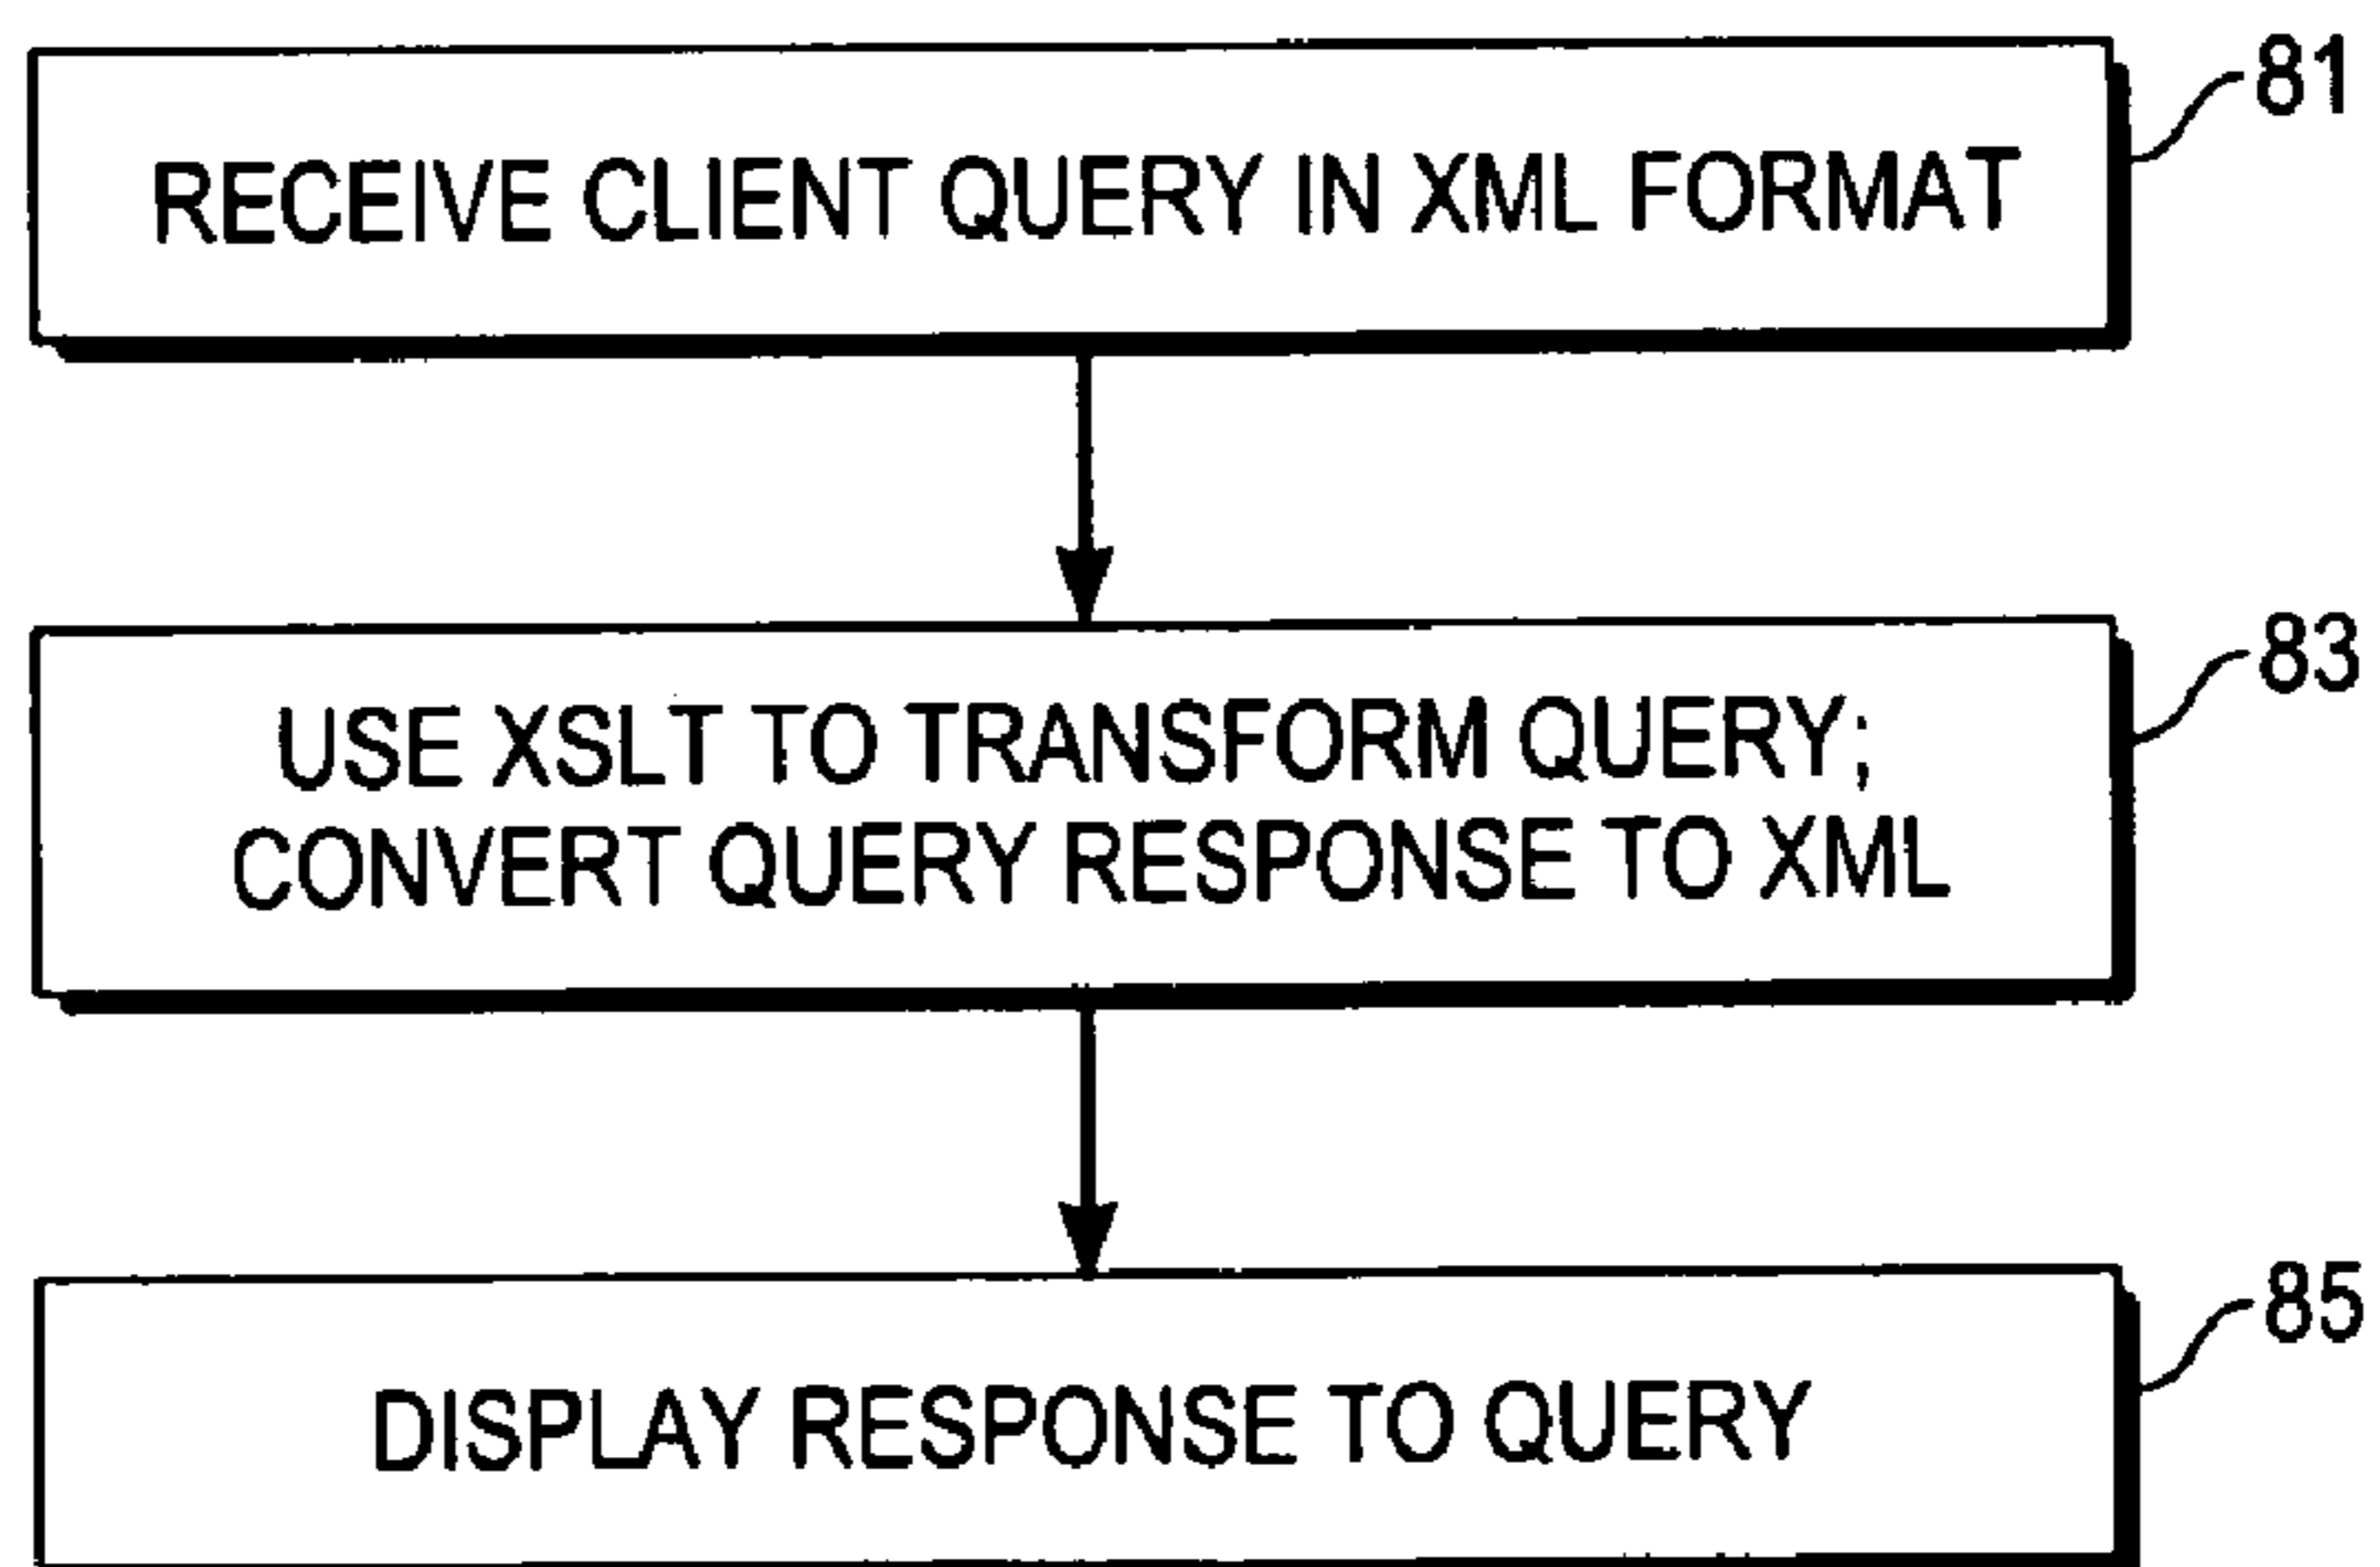 81
RECEIVE CLIENT QUERY IN XML FORMAT
83
USE XSLT TO TRANSFORM QUERY;
CONVERT QUERY RESPONSE TO XML
85
DISPLAY RESPONSE TO QUERY